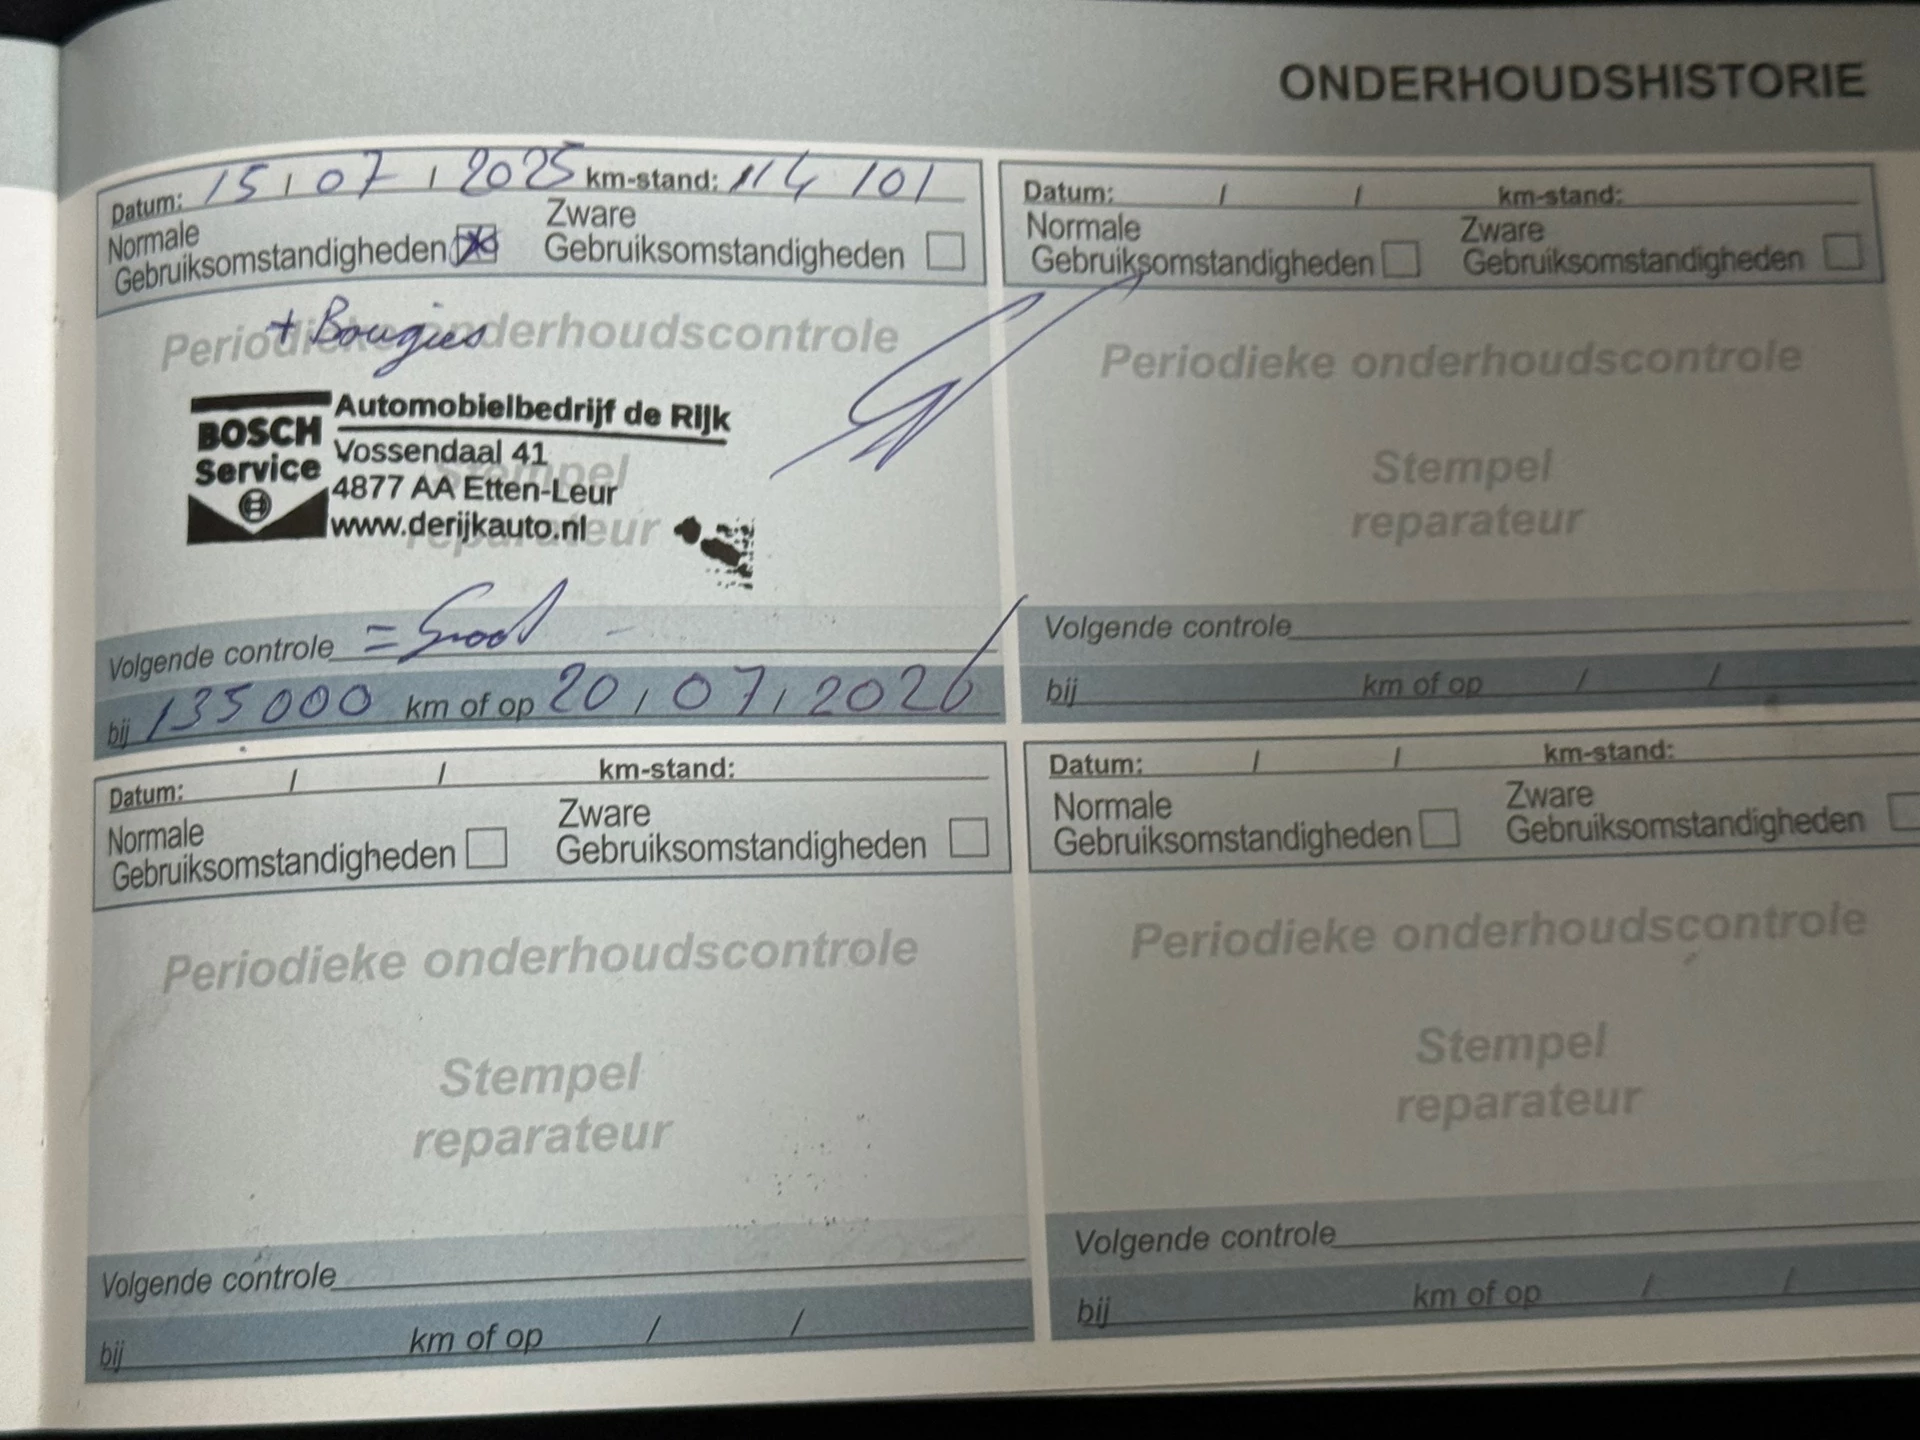 ONDERHOUDSHISTORIE
Datum: 15 / 07 / 2025 km-stand: 114 101
Normale Gebruiksomstandigheden Zware Gebruiksomstandigheden
+ Bougies
Periodieke onderhoudscontrole
BOSCH Service
Automobielbedrijf de Rijk
Vossendaal 41
4877 AA Etten-Leur
www.derijkauto.nl
Stempel
reparateur
Volgende controle = Groot
bij 135000 km of op 20 / 07 / 2026
Datum: / / km-stand:
Normale Gebruiksomstandigheden Zware Gebruiksomstandigheden
Periodieke onderhoudscontrole
Stempel
reparateur
Volgende controle
bij km of op / /
Datum: / / km-stand:
Normale Gebruiksomstandigheden Zware Gebruiksomstandigheden
Periodieke onderhoudscontrole
Stempel
reparateur
Volgende controle
bij km of op / /
Datum: / / km-stand:
Normale Gebruiksomstandigheden Zware Gebruiksomstandigheden
Periodieke onderhoudscontrole
Stempel
reparateur
Volgende controle
bij km of op / /